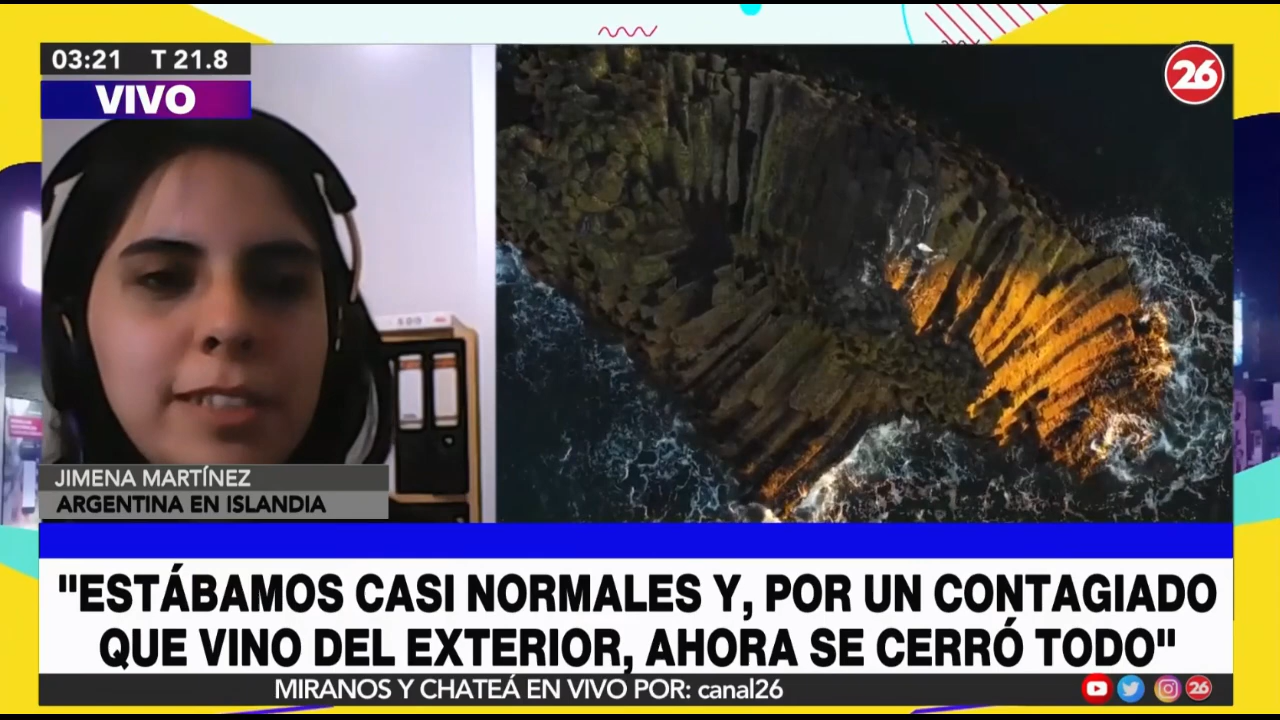 03:21 T 21.8
VIVO
26
JIMENA MARTÍNEZ
ARGENTINA EN ISLANDIA
"ESTÁBAMOS CASI NORMALES Y, POR UN CONTAGIADO
QUE VINO DEL EXTERIOR, AHORA SE CERRÓ TODO"
MIRANOS Y CHATEÁ EN VIVO POR: canal26
26